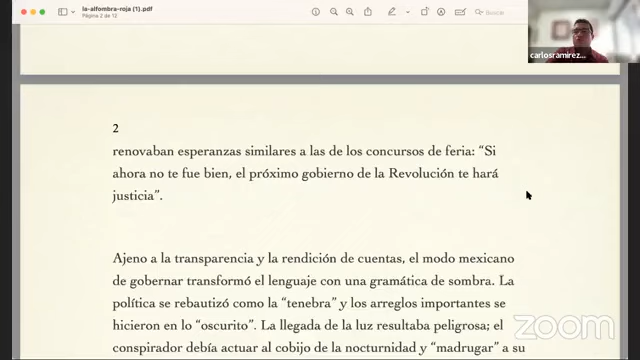 la-alfombra-roja (1).pdf
Página 2 de 12
Buscar
carlosramirez...
2
renovaban esperanzas similares a las de los concursos de feria: “Si
ahora no te fue bien, el próximo gobierno de la Revolución te hará
justicia”.
Ajeno a la transparencia y la rendición de cuentas, el modo mexicano
de gobernar transformó el lenguaje con una gramática de sombra. La
política se rebautizó como la “tenebra” y los arreglos importantes se
hicieron en lo “oscurito”. La llegada de la luz resultaba peligrosa; el
conspirador debía actuar al cobijo de la nocturnidad y “madrugar” a su
zoom